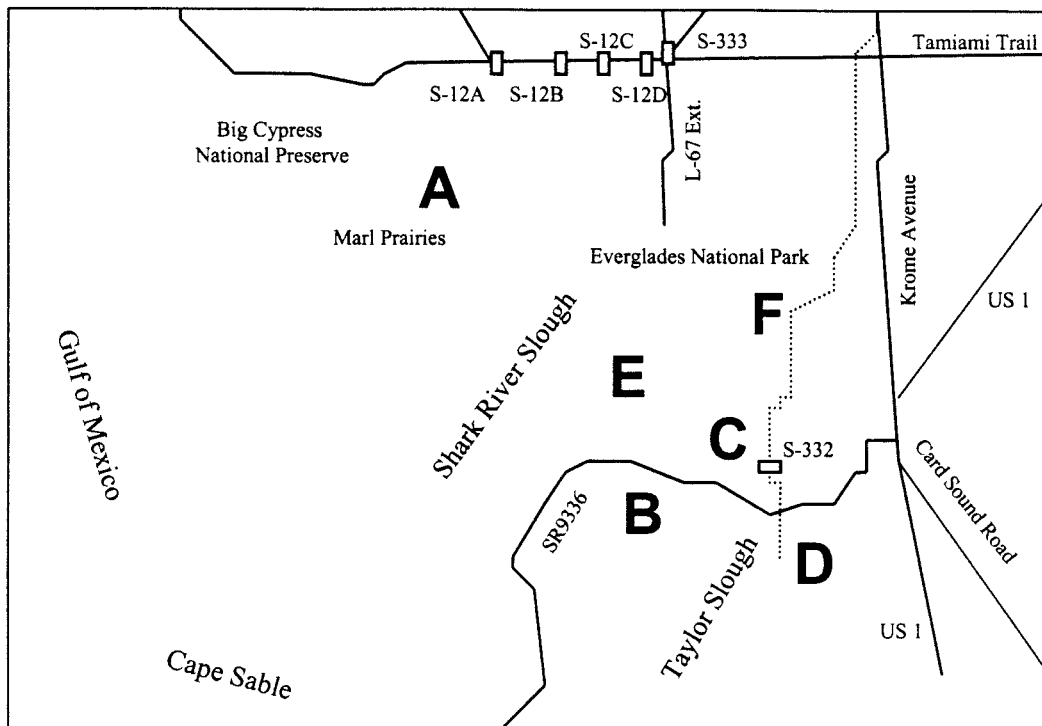 S-12C
S-333
Tamiami Trail
S-12A
S-12B
S-12D
Big Cypress
National Preserve
L-67 Ext.
A
Marl Prairies
Everglades National Park
Krome Avenue
US 1
F
Shark River Slough
Gulf of Mexico
E
C
S-332
Card Sound Road
SR9336
B
D
Taylor Slough
US 1
Cape Sable